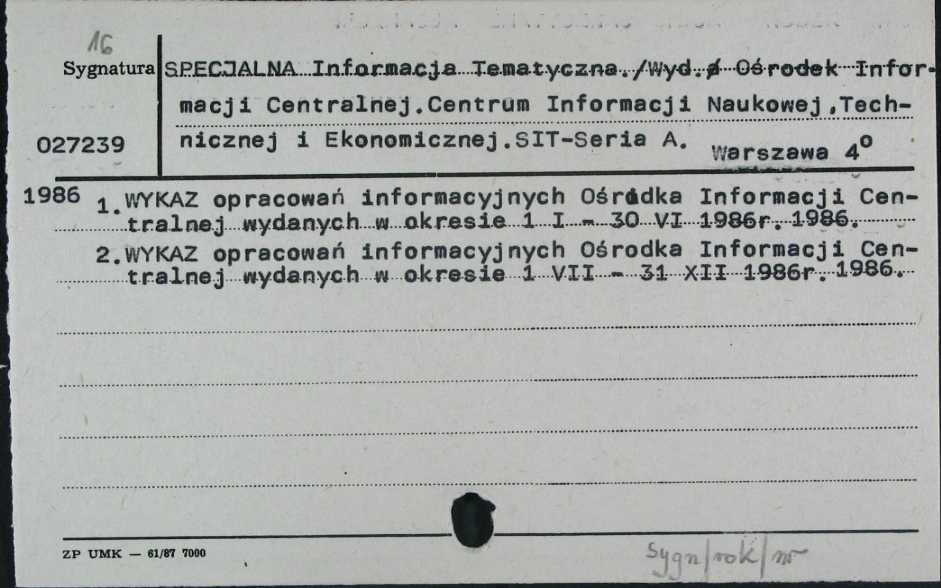 16
Sygnatura SPECJALNA Informacja Tematyczna./Wyd. Ośrodek Infor-
macji Centralnej.Centrum Informacji Naukowej,Tech-
027239 nicznej i Ekonomicznej.SIT-Seria A. Warszawa 4°
1986 1.WYKAZ opracowań informacyjnych Ośrodka Informacji Cen-
tralnej wydanych w okresie 1 I - 30 VI 1986r. 1986.
2.WYKAZ opracowań informacyjnych Ośrodka Informacji Cen-
tralnej wydanych w okresie 1 VII - 31 XII 1986r. 1986.
ZP UMK — 61/87 7000
Sygn/rok/nr